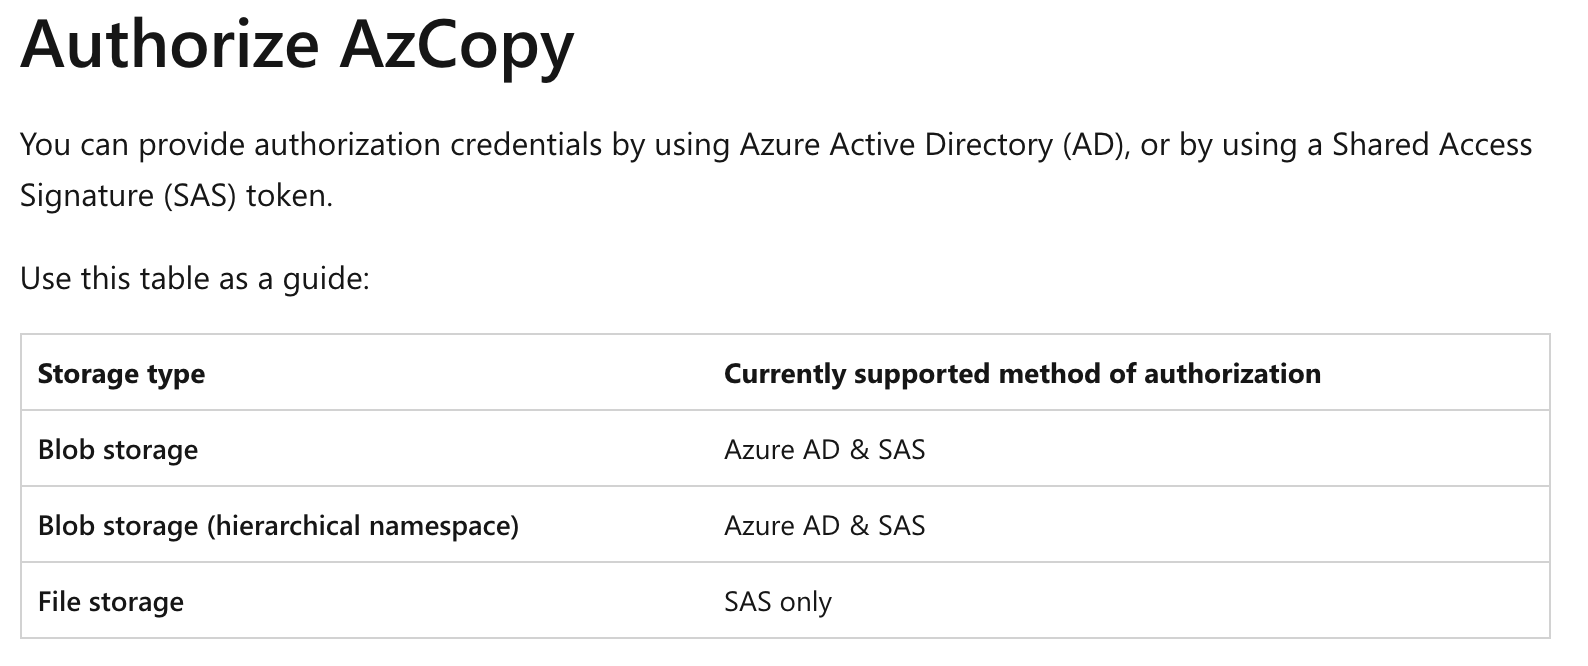 Authorize AzCopy
You can provide authorization credentials by using Azure Active Directory (AD), or by using a Shared Access
Signature (SAS) token.
Use this table as a guide:
Storage type Currently supported method of authorization
Blob storage Azure AD & SAS
Blob storage (hierarchical namespace) Azure AD & SAS
File storage SAS only